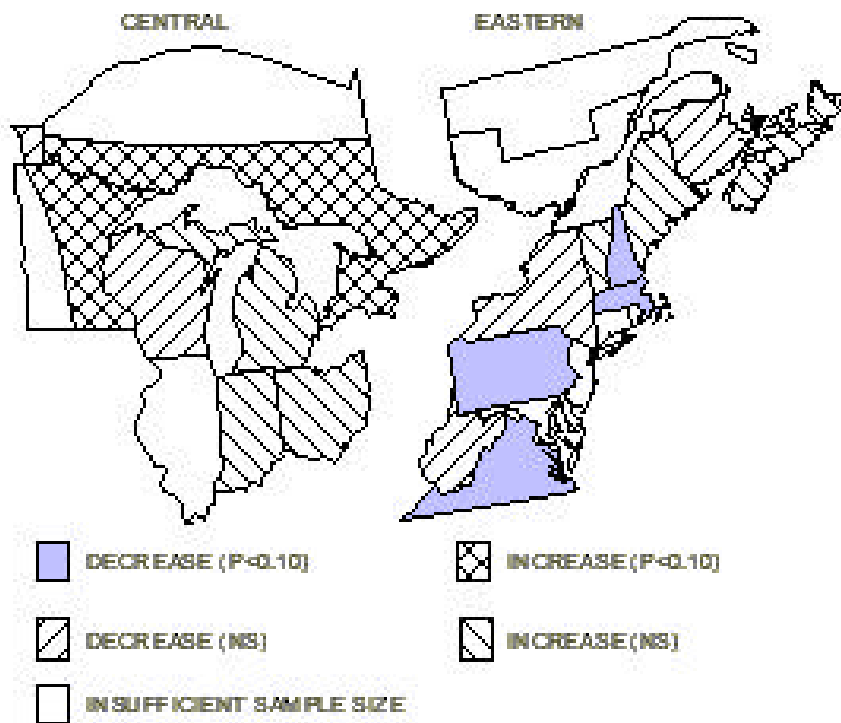 CENTRAL EASTERN
DECREASE (P<0.10) INCREASE (P<0.10)
DECREASE (NS) INCREASE (NS)
INSUFFICIENT SAMPLE SIZE